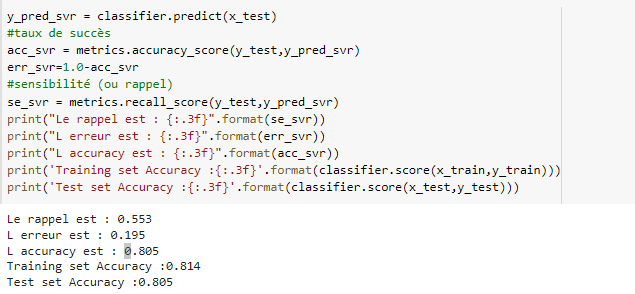 y_pred_svr = classifier.predict(x_test)
#taux de succès
acc_svr = metrics.accuracy_score(y_test,y_pred_svr)
err_svr=1.0-acc_svr
#sensibilité (ou rappel)
se_svr = metrics.recall_score(y_test,y_pred_svr)
print("Le rappel est : {:.3f}".format(se_svr))
print("L erreur est : {:.3f}".format(err_svr))
print("L accuracy est : {:.3f}".format(acc_svr))
print('Training set Accuracy :{:.3f}'.format(classifier.score(x_train,y_train)))
print('Test set Accuracy :{:.3f}'.format(classifier.score(x_test,y_test)))
Le rappel est : 0.553
L erreur est : 0.195
L accuracy est : 0.805
Training set Accuracy :0.814
Test set Accuracy :0.805